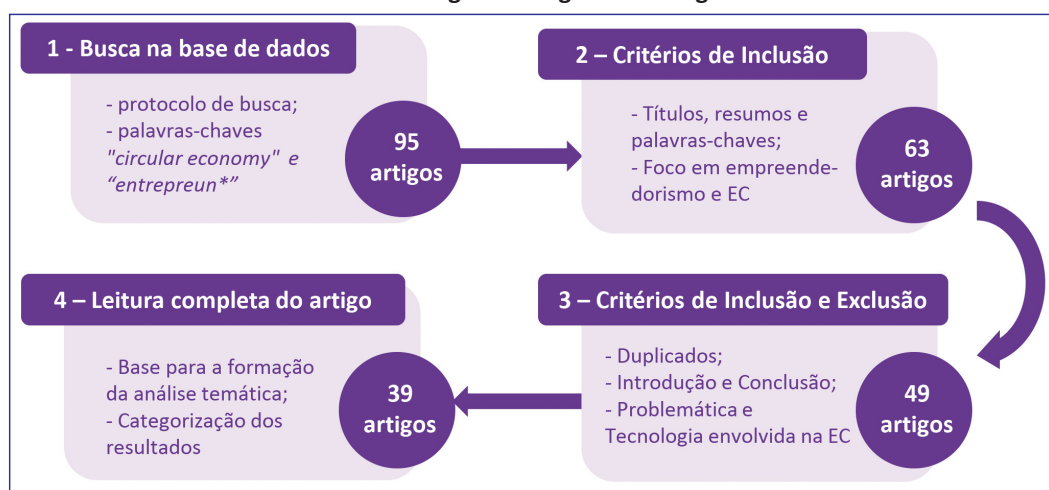 1 - Busca na base de dados
- protocolo de busca;
- palavras-chaves
"circular economy" e
“entrepreun*”
95
artigos
2 – Critérios de Inclusão
- Títulos, resumos e
palavras-chaves;
- Foco em empreende-
dorismo e EC
63
artigos
3 – Critérios de Inclusão e Exclusão
- Duplicados;
- Introdução e Conclusão;
- Problemática e
Tecnologia envolvida na EC
49
artigos
4 – Leitura completa do artigo
- Base para a formação
da análise temática;
- Categorização dos
resultados
39
artigos